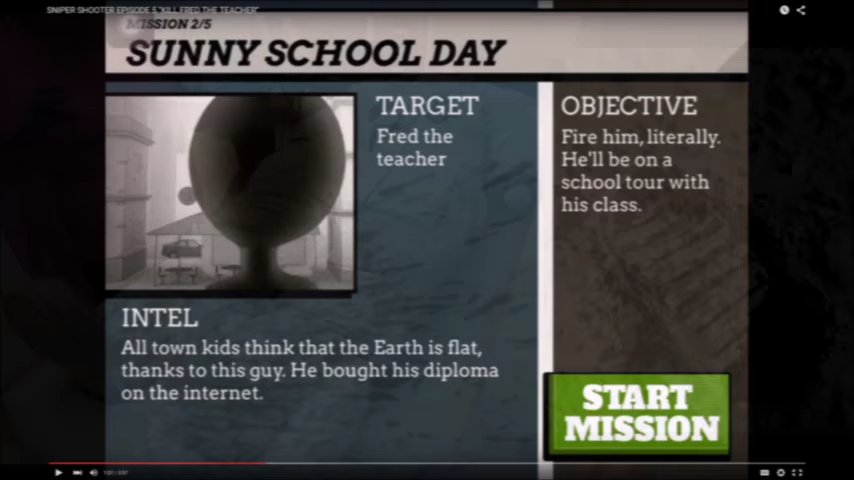 SNIPER SHOOTER EPISODE 5 "KILL FRED THE TEACHER"
MISSION 2/5
SUNNY SCHOOL DAY
TARGET
Fred the
teacher
OBJECTIVE
Fire him, literally.
He'll be on a
school tour with
his class.
INTEL
All town kids think that the Earth is flat,
thanks to this guy. He bought his diploma
on the internet.
START
MISSION